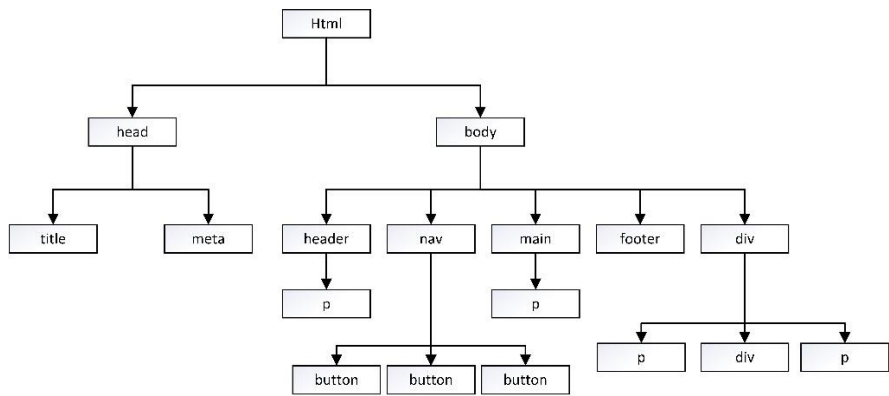 Html
head
body
title
meta
header
nav
main
footer
div
p
p
button
button
button
p
div
p